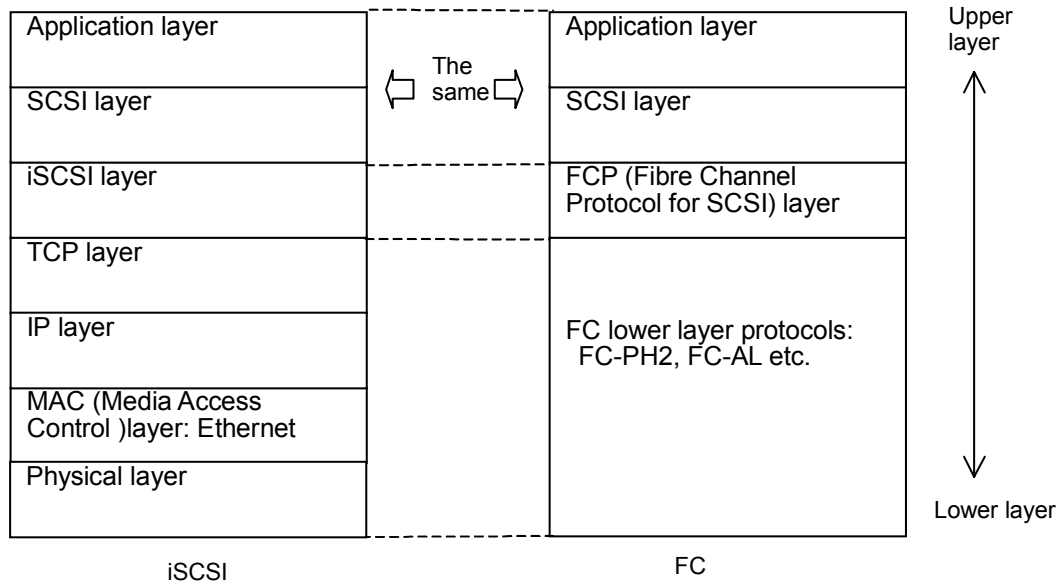 Application layer
SCSI layer
iSCSI layer
TCP layer
IP layer
MAC (Media Access
Control )layer: Ethernet
Physical layer
iSCSI
The
same
Application layer
SCSI layer
FCP (Fibre Channel
Protocol for SCSI) layer
FC lower layer protocols:
FC-PH2, FC-AL etc.
FC
Upper
layer
Lower layer